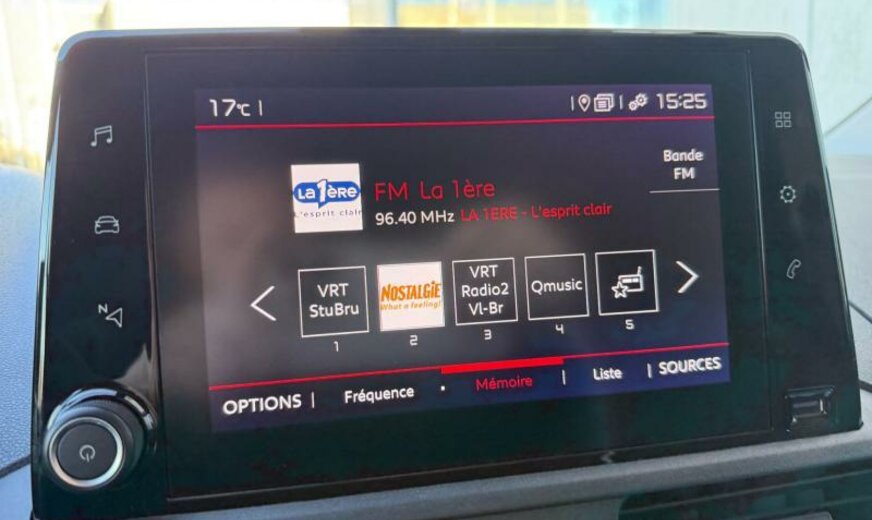 17°C
15:25
Bande
FM
LA 1ÈRE
L'esprit clair
FM La 1ère
96.40 MHz LA 1ERE - L'esprit clair
VRT
StuBru
NOSTALGIE
What a feeling!
VRT
Radio2
Vl-Br
Qmusic
1
2
3
4
5
OPTIONS
Fréquence
Mémoire
Liste
SOURCES
N